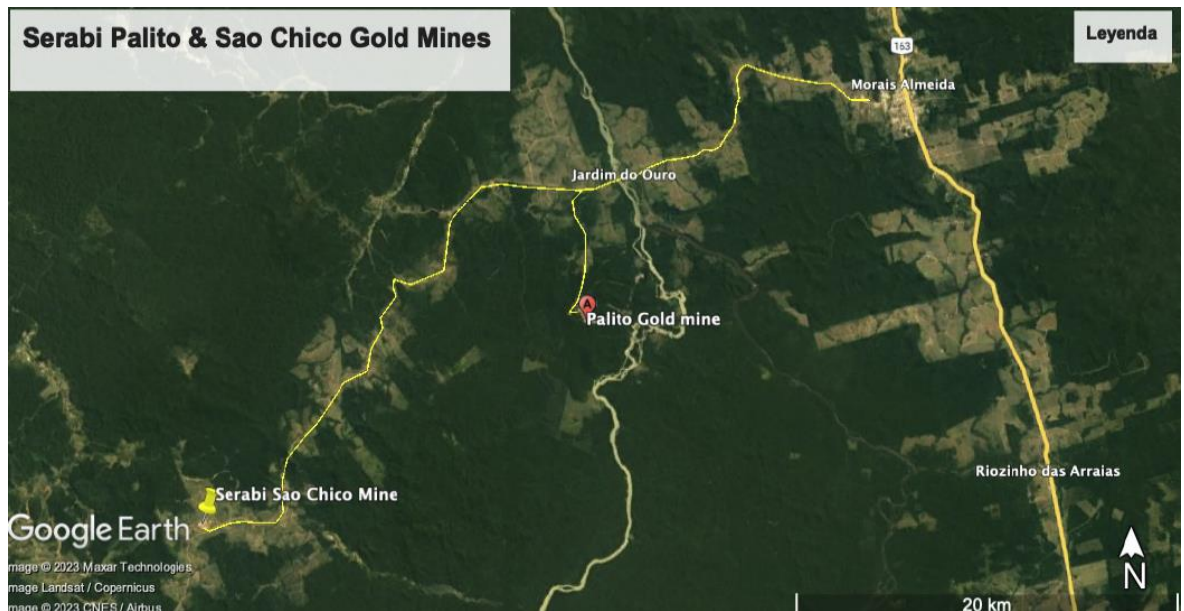 Serabi Palito & Sao Chico Gold Mines
Leyenda
163
Morais Almeida
Jardim do Ouro
A
Palito Gold mine
Riozinho das Arraias
Serabi Sao Chico Mine
Google Earth
mage © 2023 Maxar Technologies
mage Landsat / Copernicus
mage © 2023 CNES / Airbus
N
20 km